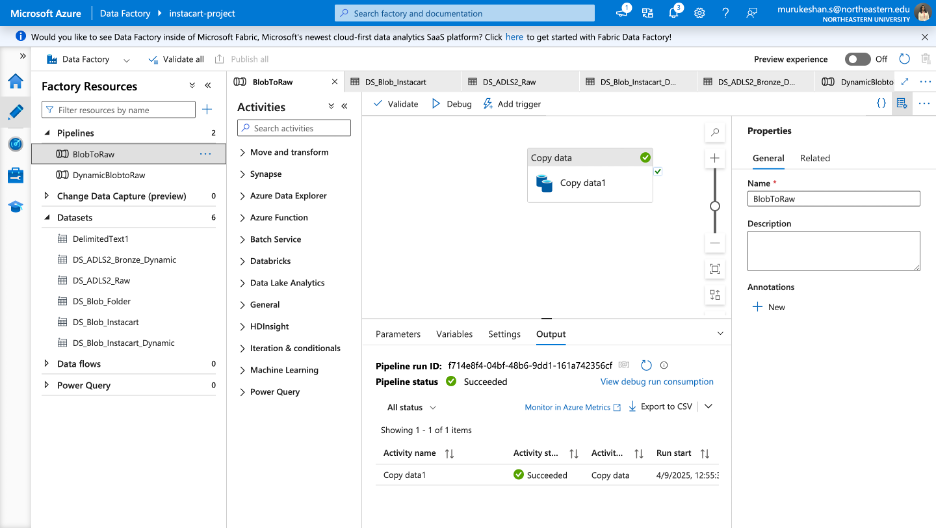 Microsoft Azure Data Factory instacart-project Search factory and documentation 1 3 murukeshan.s@northeastern.edu
NORTHEASTERN UNIVERSITY
Would you like to see Data Factory inside of Microsoft Fabric, Microsoft's newest cloud-first data analytics SaaS platform? Click here to get started with Fabric Data Factory!
Data Factory Validate all Publish all Preview experience Off
Factory Resources
Filter resources by name
Pipelines 2
BlobToRaw
DynamicBlobtoRaw
Change Data Capture (preview) 0
Datasets 6
DelimitedText1
DS_ADLS2_Bronze_Dynamic
DS_ADLS2_Raw
DS_Blob_Folder
DS_Blob_Instacart
DS_Blob_Instacart_Dynamic
Data flows 0
Power Query 0
BlobToRaw DS_Blob_Instacart DS_ADLS2_Raw DS_Blob_Instacart_D... DS_ADLS2_Bronze_D... DynamicBlobto
Activities
Search activities
Move and transform
Synapse
Azure Data Explorer
Azure Function
Batch Service
Databricks
Data Lake Analytics
General
HDInsight
Iteration & conditionals
Machine Learning
Power Query
Validate Debug Add trigger
Copy data
Copy data1
Parameters Variables Settings Output
Pipeline run ID: f714e8f4-04bf-48b6-9dd1-161a742356cf
Pipeline status Succeeded View debug run consumption
All status Monitor in Azure Metrics Export to CSV
Showing 1 - 1 of 1 items
Activity name Activity st... Activit... Run start
Copy data1 Succeeded Copy data 4/9/2025, 12:55:3
Properties
General Related
Name *
BlobToRaw
Description
Annotations
New